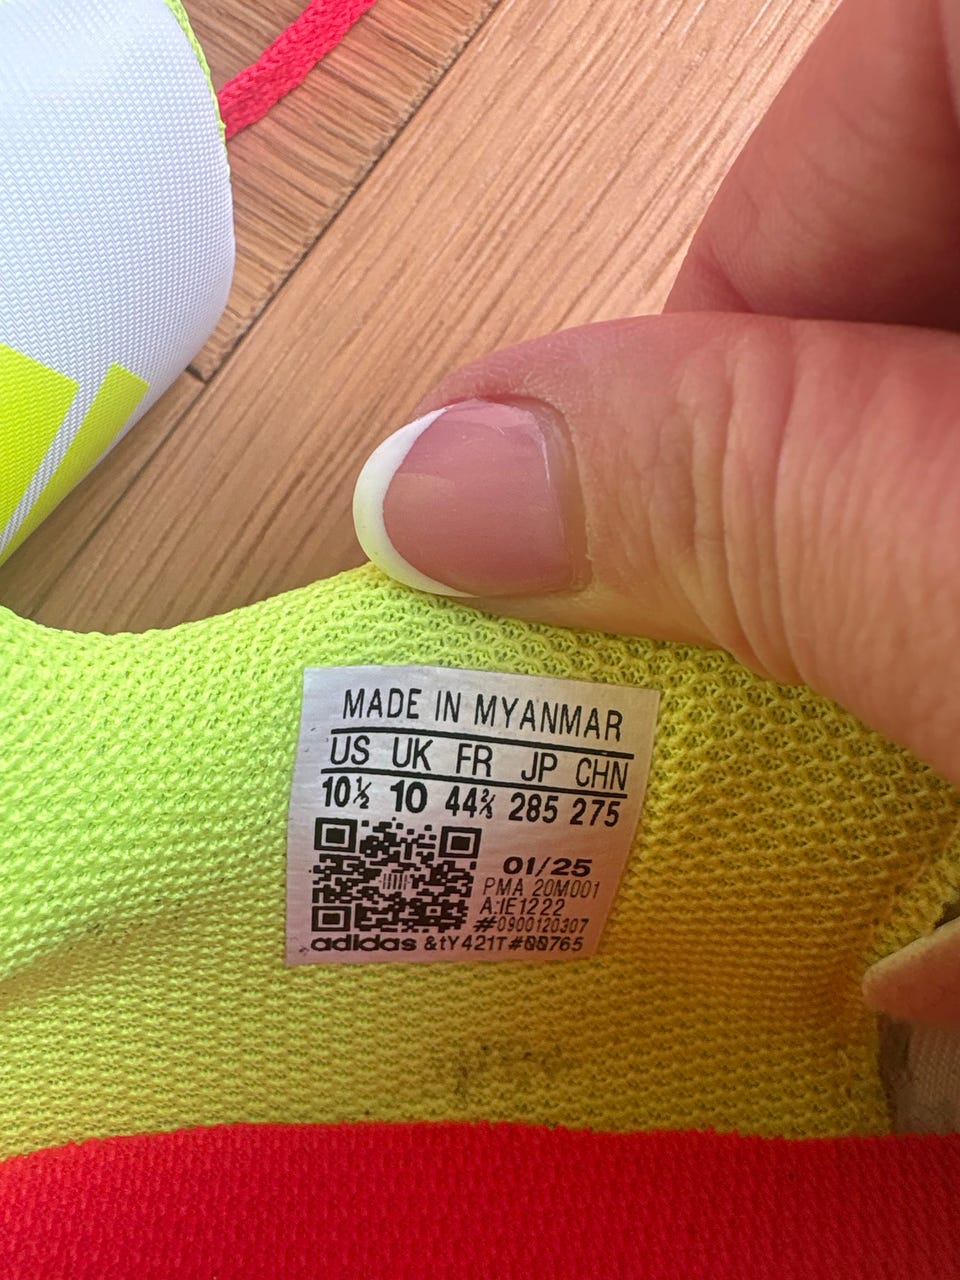 MADE IN MYANMAR
US UK FR JP CHN
10½ 10 44⅔ 285 275
01/25
PMA 20M001
A:IE1222
#0900120307
adidas &tY421T#00765